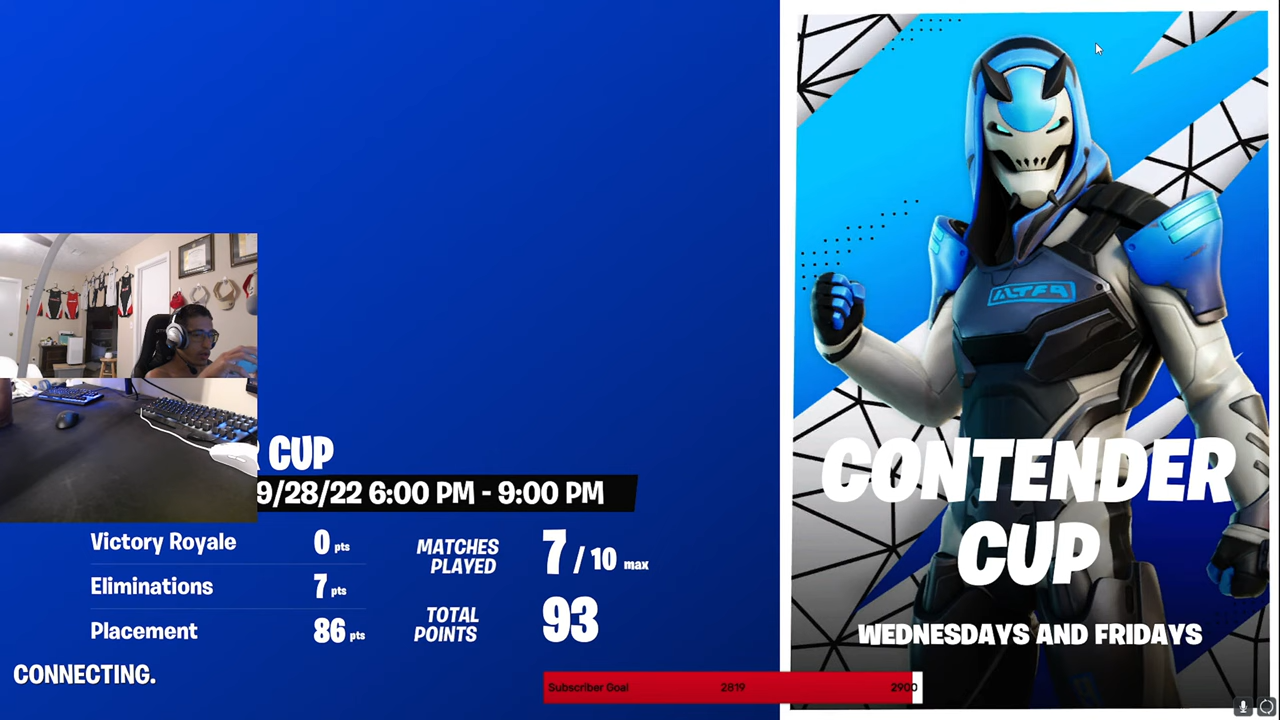 CUP
9/28/22 6:00 PM - 9:00 PM
Victory Royale 0 pts
Eliminations 7 pts
Placement 86 pts
MATCHES PLAYED 7 / 10 max
TOTAL POINTS 93
CONNECTING.
Subscriber Goal 2819 2900
CONTENDER
CUP
WEDNESDAYS AND FRIDAYS